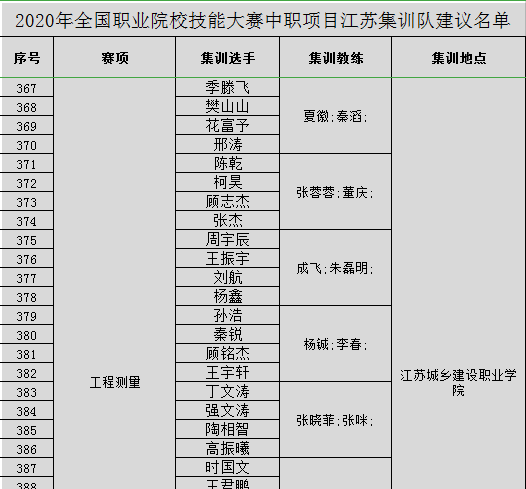 2020年全国职业院校技能大赛中职项目江苏集训队建议名单
序号 赛项 集训选手 集训教练 集训地点
367 季滕飞
368 樊山山
夏徽;秦滔;
369 花富予
370 邢涛
371 陈乾
372 柯昊
张蓉蓉;董庆;
373 顾志杰
374 张杰
375 周宇辰
376 王振宇
成飞;朱磊明;
377 刘航
378 杨鑫
379 孙浩
380 秦锐
杨铖;李春;
381 顾铭杰
382 王宇轩
工程测量
江苏城乡建设职业学
院
383 丁文涛
384 强文涛
张晓菲;张咪;
385 陶相智
386 高振曦
387 时国文
388 王君鹏